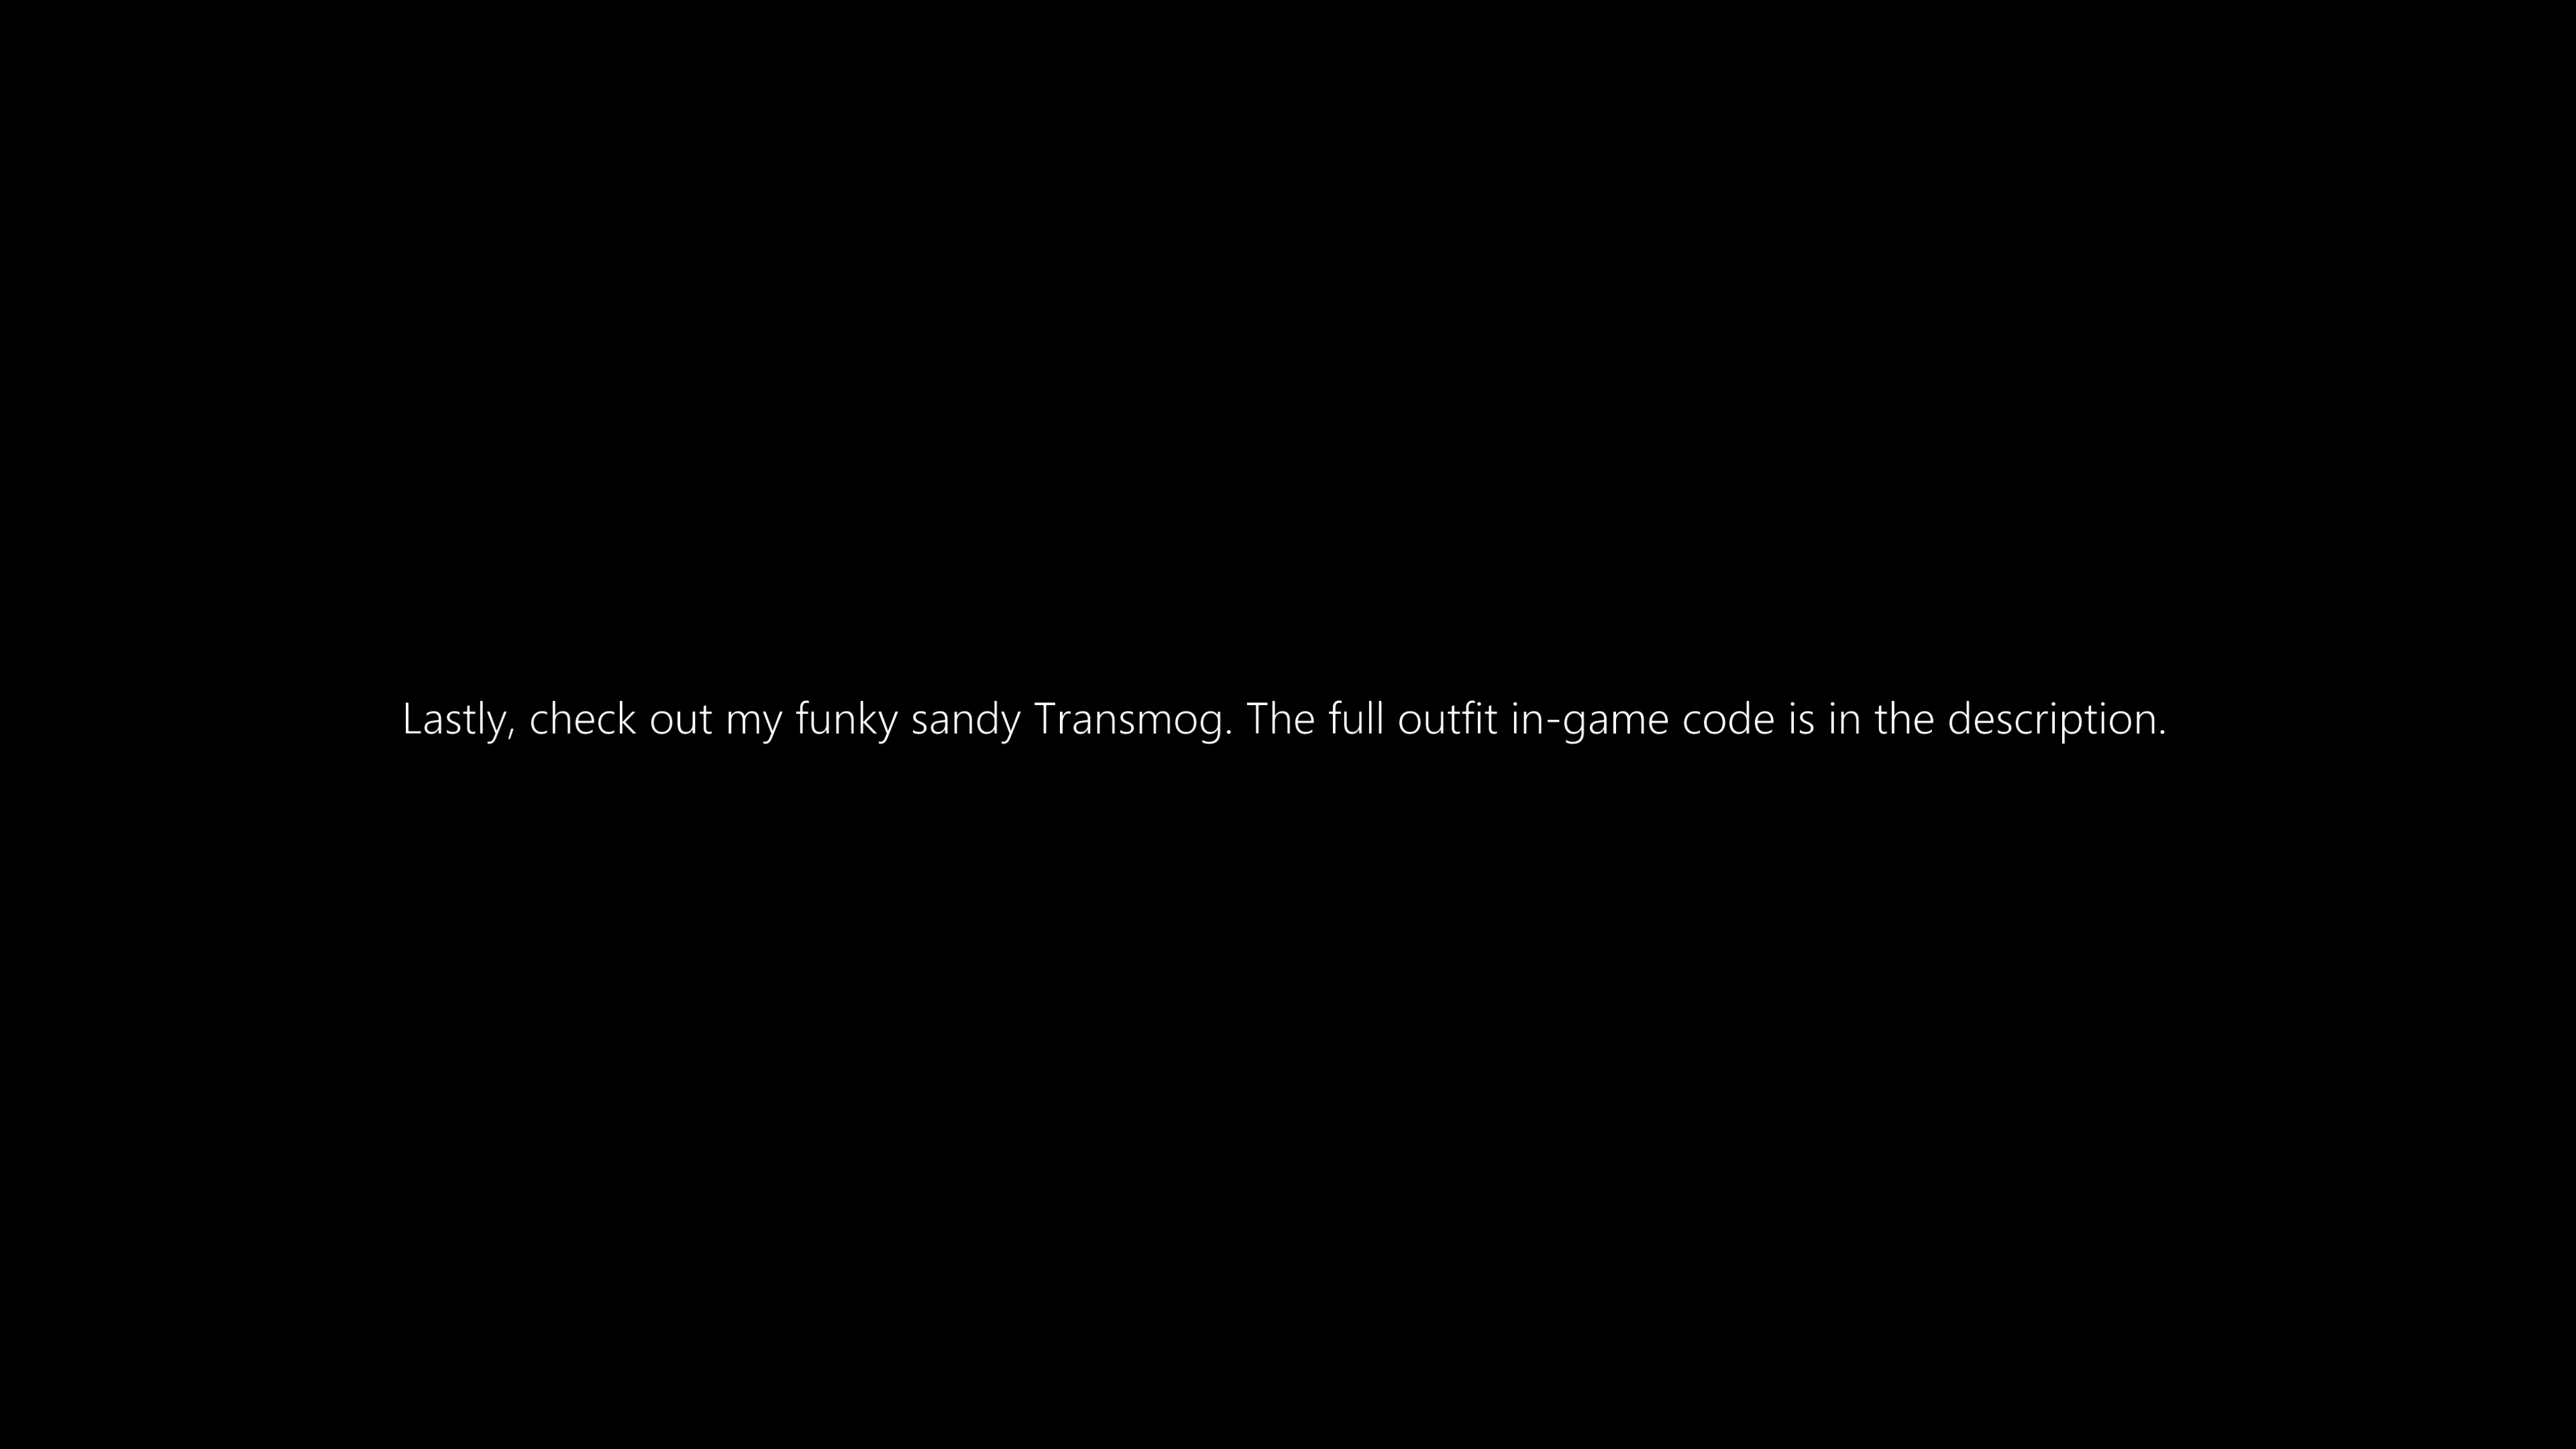 Lastly, check out my funky sandy Transmog. The full outfit in-game code is in the description.